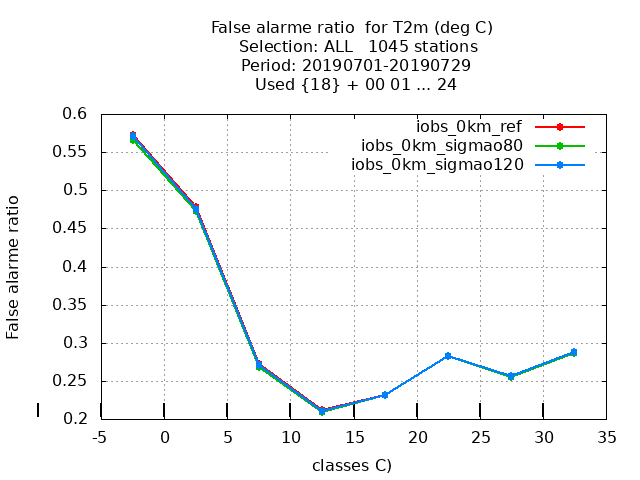 False alarme ratio  for T2m (deg C)
Selection: ALL   1045 stations
Period: 20190701-20190729
Used {18} + 00 01 ... 24
iobs_0km_ref
iobs_0km_sigmao80
iobs_0km_sigmao120
False alarme ratio
0.6
0.55
0.5
0.45
0.4
0.35
0.3
0.25
0.2
-5 0 5 10 15 20 25 30 35
classes C)